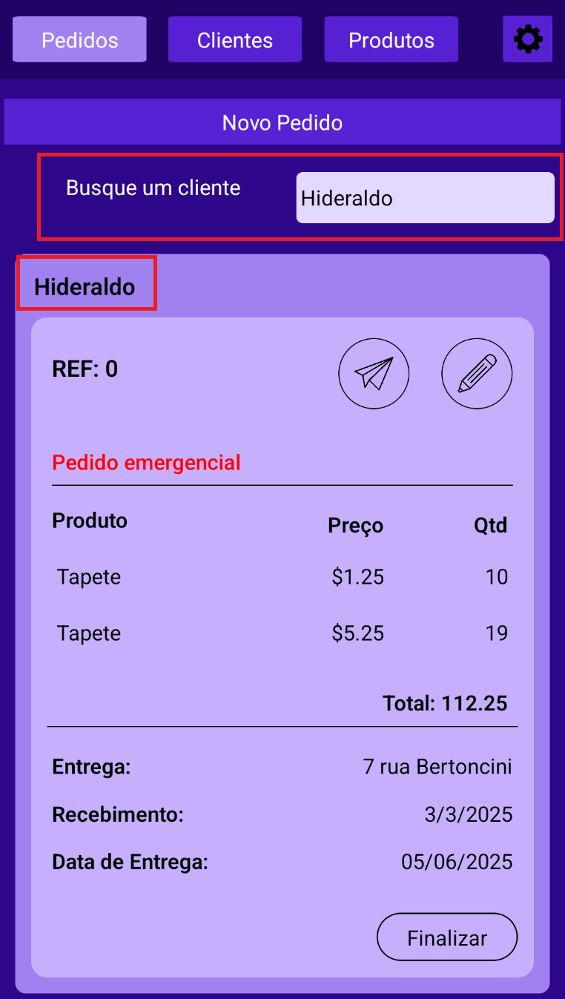 Pedidos Clientes Produtos
Novo Pedido
Busque um cliente Hideraldo
Hideraldo
REF: 0
Pedido emergencial
Produto Preço Qtd
Tapete $1.25 10
Tapete $5.25 19
Total: 112.25
Entrega: 7 rua Bertoncini
Recebimento: 3/3/2025
Data de Entrega: 05/06/2025
Finalizar